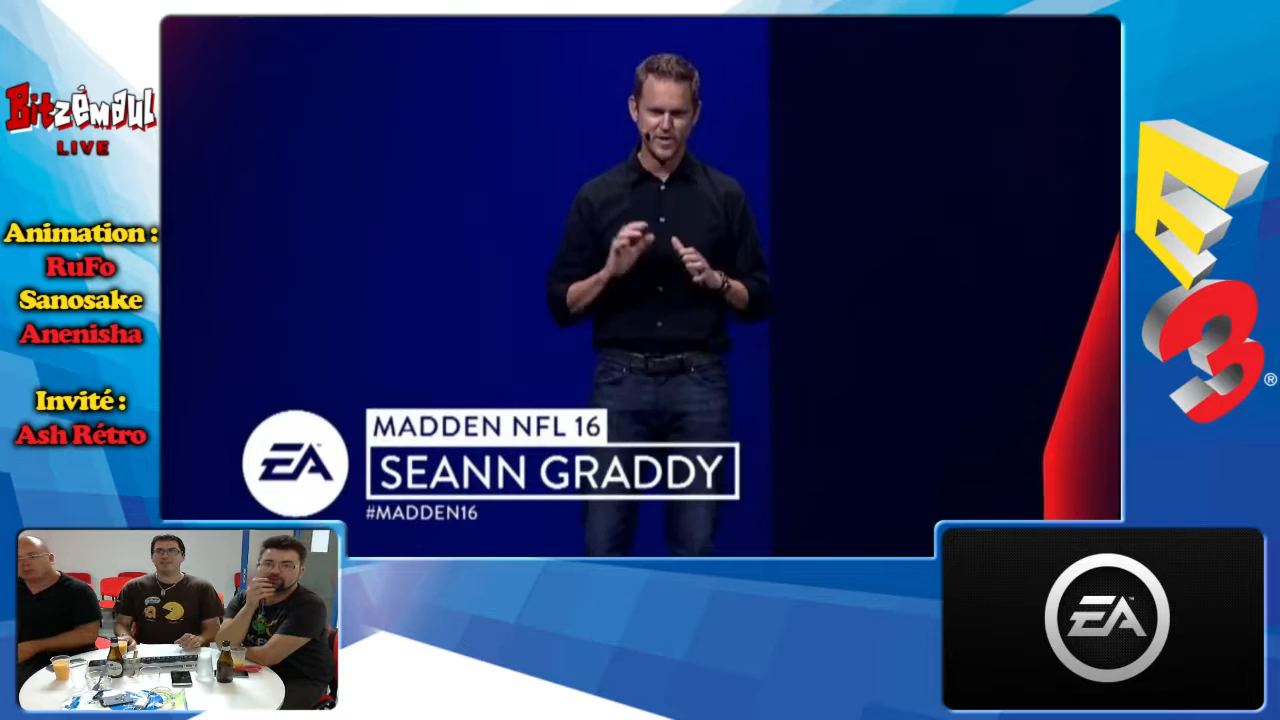 Bitzémaul
LIVE
Animation :
RuFo
Sanosake
Anenisha
Invité :
Ash Rétro
EA
MADDEN NFL 16
SEANN GRADDY
#MADDEN16
E3
®
EA